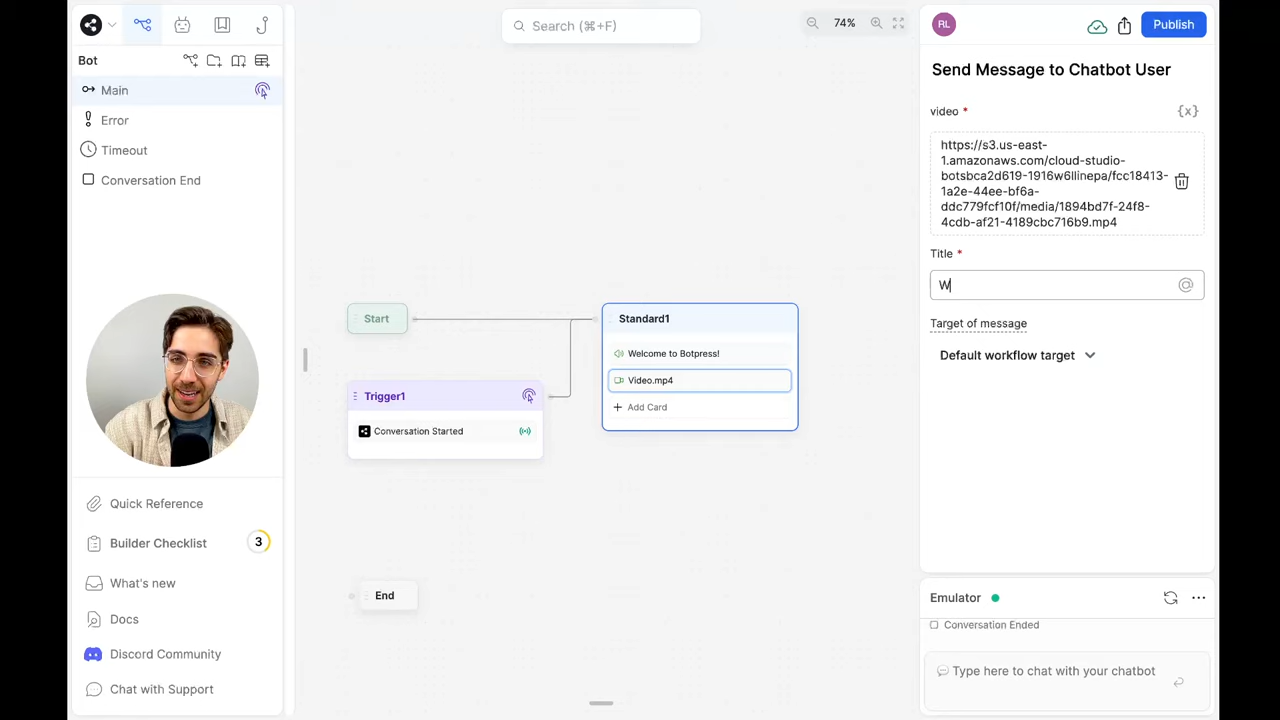 Search (⌘+F)
74%
RL
Publish
Bot
Main
Error
Timeout
Conversation End
Quick Reference
Builder Checklist
3
What's new
Docs
Discord Community
Chat with Support
Start
Trigger1
Conversation Started
End
Standard1
Welcome to Botpress!
Video.mp4
Add Card
Send Message to Chatbot User
video *
{x}
https://s3.us-east-
1.amazonaws.com/cloud-studio-
botsbca2d619-1916w6llinepa/fcc18413-
1a2e-44ee-bf6a-
ddc779fcf10f/media/1894bd7f-24f8-
4cdb-af21-4189cbc716b9.mp4
Title *
W
Target of message
Default workflow target
Emulator
Conversation Ended
Type here to chat with your chatbot